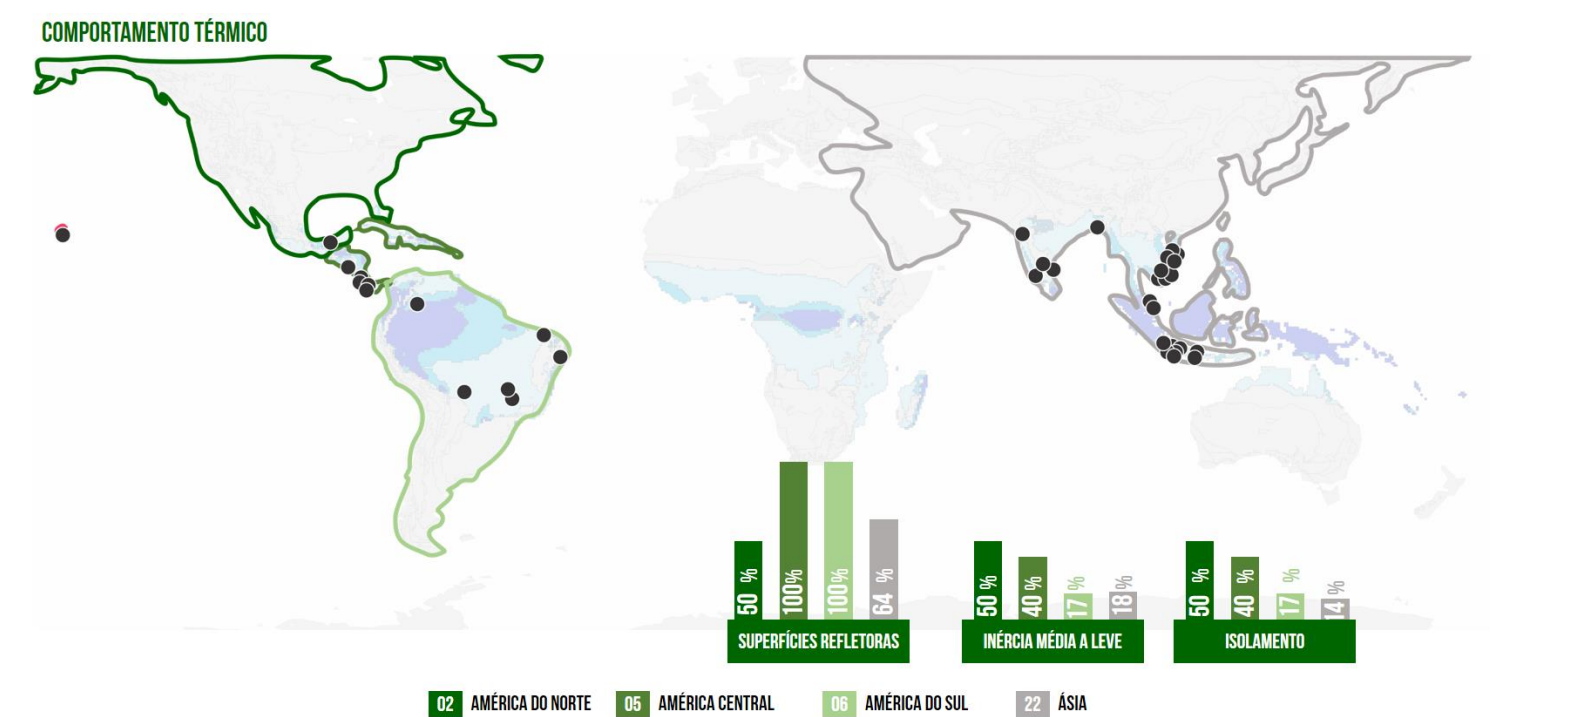 COMPORTAMENTO TÉRMICO
50 %
100%
100%
64 %
50 %
40 %
17 %
18 %
50 %
40 %
17 %
14 %
SUPERFÍCIES REFLETORAS
INÉRCIA MÉDIA A LEVE
ISOLAMENTO
02 AMÉRICA DO NORTE 05 AMÉRICA CENTRAL 06 AMÉRICA DO SUL 22 ÁSIA